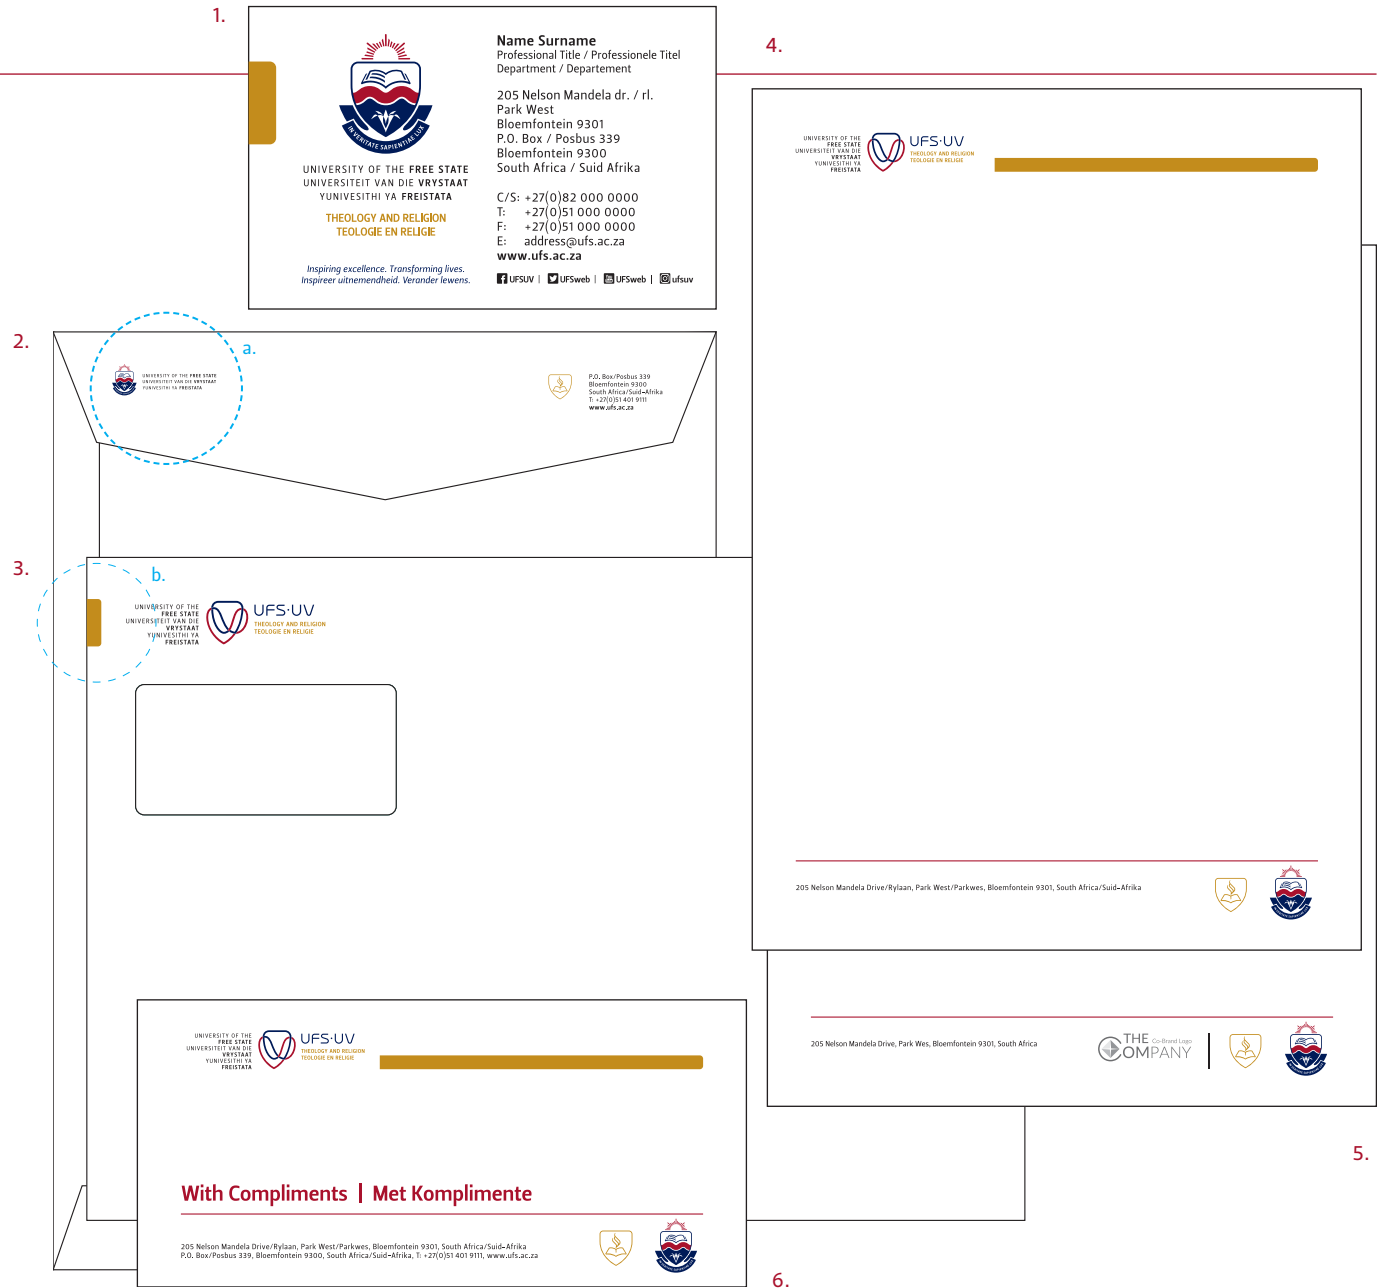 1.
IN VERITATE SAPIENTIAE LUX
UNIVERSITY OF THE FREE STATE
UNIVERSITEIT VAN DIE VRYSTAAT
YUNIVESITHI YA FREISTATA
THEOLOGY AND RELIGION
TEOLOGIE EN RELIGIE
Inspiring excellence. Transforming lives.
Inspireer uitnemendheid. Verander lewens.
Name Surname
Professional Title / Professionele Titel
Department / Departement
205 Nelson Mandela dr. / rl.
Park West
Bloemfontein 9301
P.O. Box / Posbus 339
Bloemfontein 9300
South Africa / Suid Afrika
C/S: +27(0)82 000 0000
T: +27(0)51 000 0000
F: +27(0)51 000 0000
E: address@ufs.ac.za
www.ufs.ac.za
UFSUV | UFSweb | UFSweb | ufsuv
2.
a.
UNIVERSITY OF THE FREE STATE
UNIVERSITEIT VAN DIE VRYSTAAT
YUNIVESITHI YA FREISTATA
P.O. Box/Posbus 339
Bloemfontein 9300
South Africa/Suid-Afrika
T: +27(0)51 401 9111
www.ufs.ac.za
3.
b.
UNIVERSITY OF THE
FREE STATE
UNIVERSITEIT VAN DIE
VRYSTAAT
YUNIVESITHI YA
FREISTATA
UFS·UV
THEOLOGY AND RELIGION
TEOLOGIE EN RELIGIE
4.
UNIVERSITY OF THE
FREE STATE
UNIVERSITEIT VAN DIE
VRYSTAAT
YUNIVESITHI YA
FREISTATA
UFS·UV
THEOLOGY AND RELIGION
TEOLOGIE EN RELIGIE
205 Nelson Mandela Drive/Rylaan, Park West/Parkwes, Bloemfontein 9301, South Africa/Suid-Afrika
205 Nelson Mandela Drive, Park Wes, Bloemfontein 9301, South Africa
THE Co-Brand Logo
COMPANY
5.
UNIVERSITY OF THE
FREE STATE
UNIVERSITEIT VAN DIE
VRYSTAAT
YUNIVESITHI YA
FREISTATA
UFS·UV
THEOLOGY AND RELIGION
TEOLOGIE EN RELIGIE
With Compliments | Met Komplimente
205 Nelson Mandela Drive/Rylaan, Park West/Parkwes, Bloemfontein 9301, South Africa/Suid-Afrika
P.O. Box/Posbus 339, Bloemfontein 9300, South Africa/Suid-Afrika, T: +27(0)51 401 9111, www.ufs.ac.za
6.